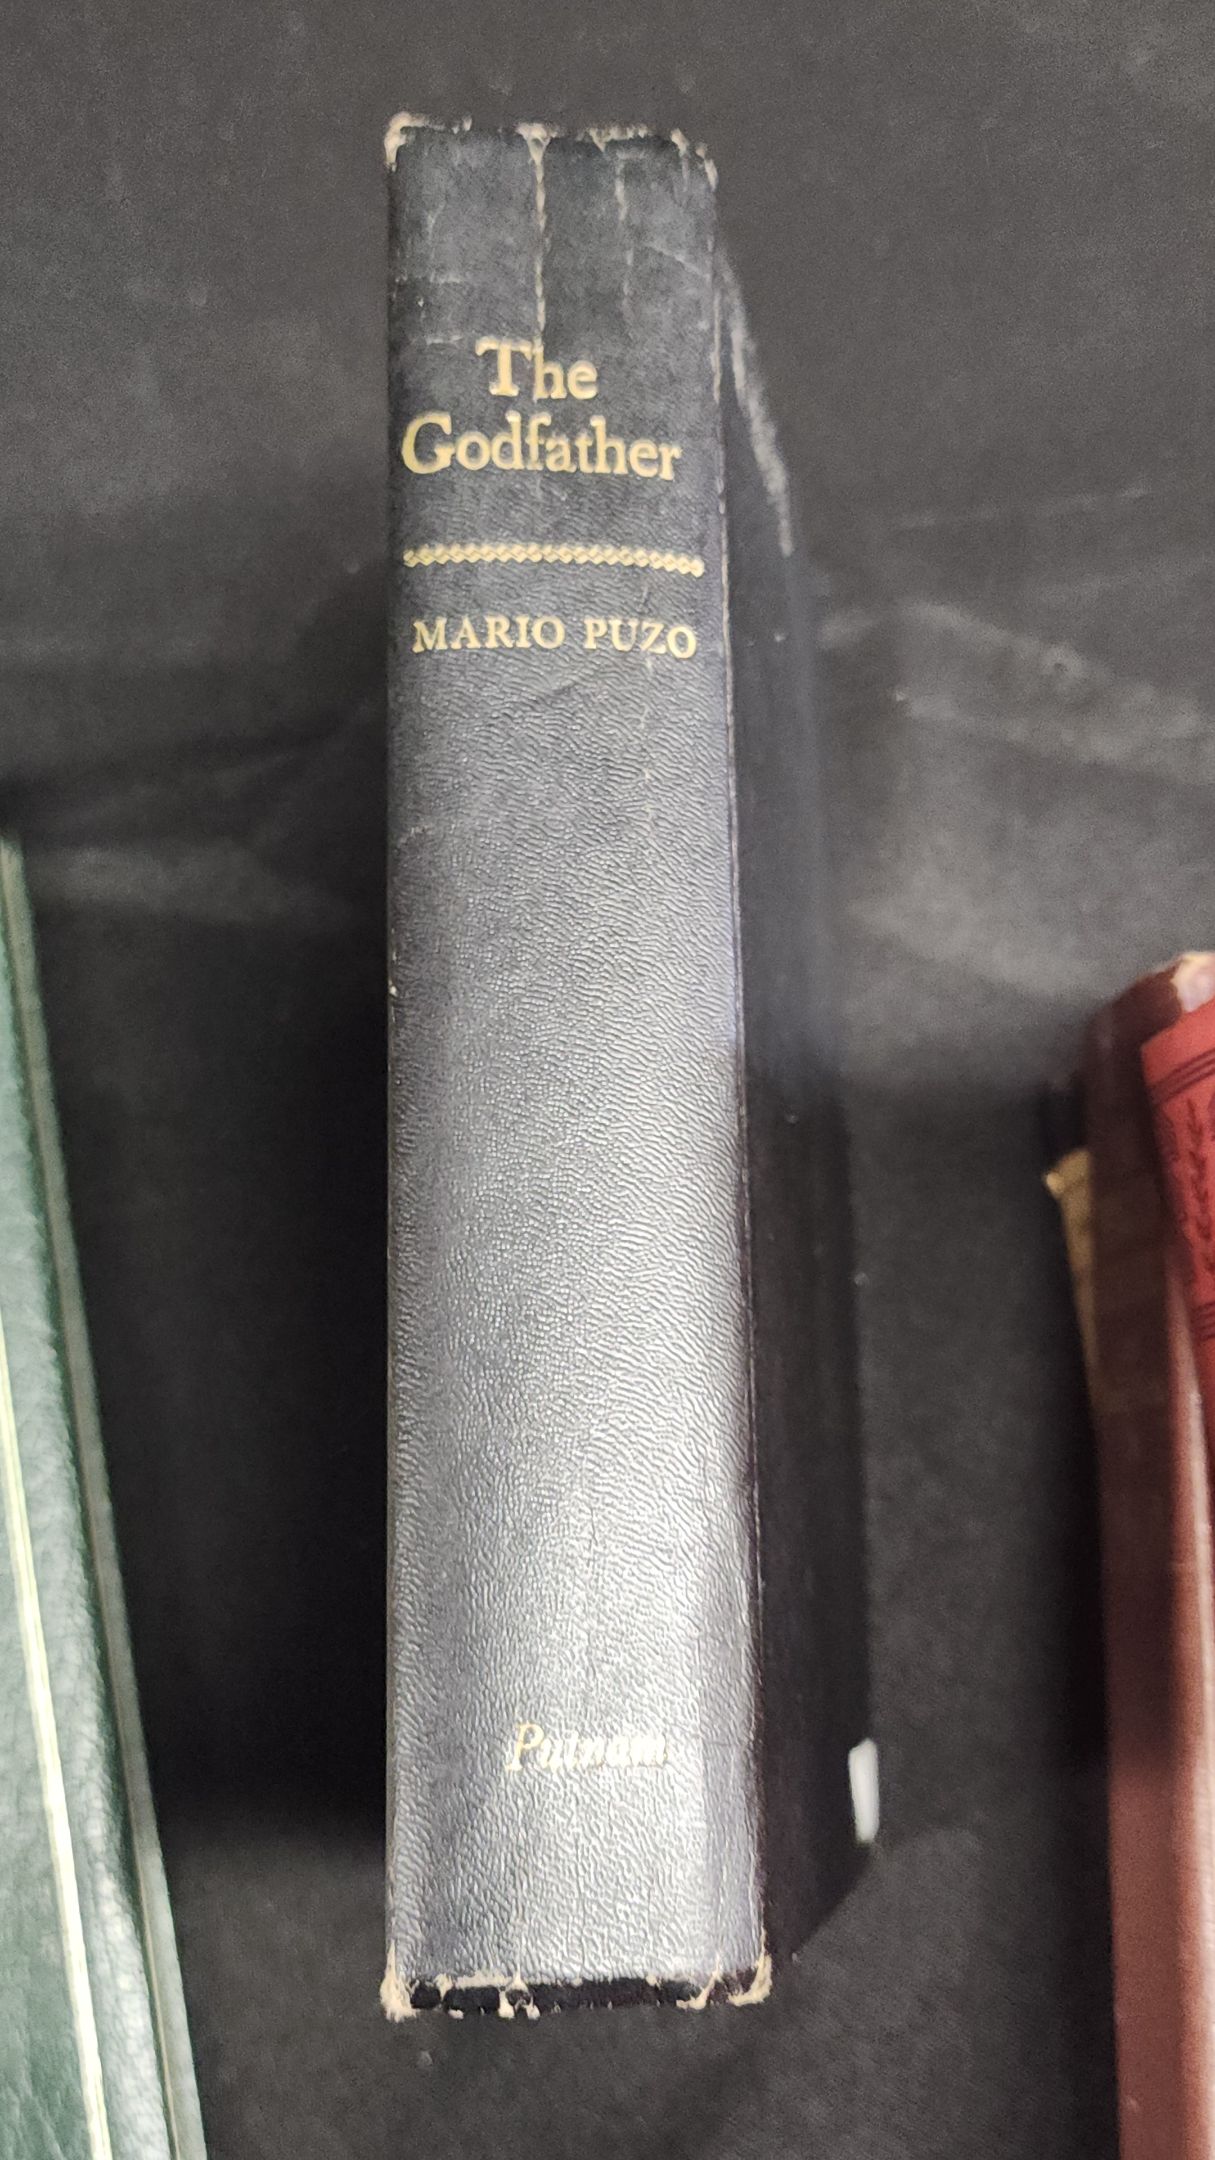 The
Godfather
MARIO PUZO
Putnam